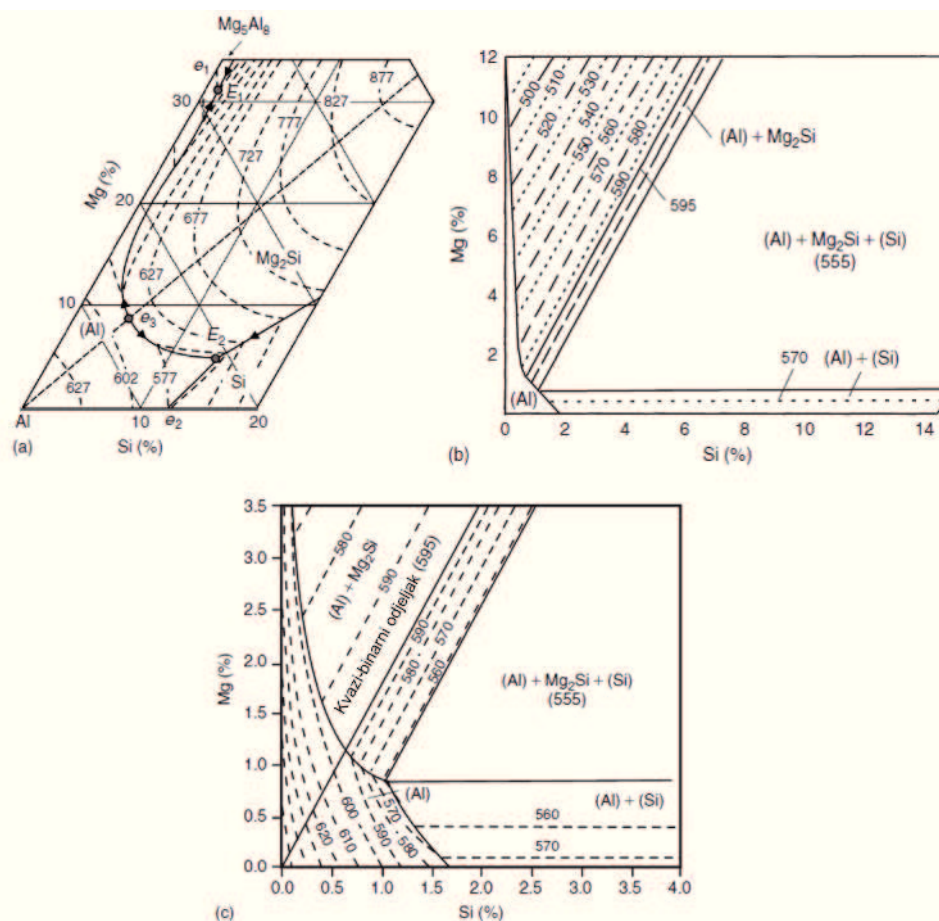 Mg₅Al₈
e₁
E₁
30
877
827
777
727
Mg (%)
20
677
Mg₂Si
627
10
e₃
(Al)
E₂
Si
627
602
577
Al
10
e₂
20
(a)
Si (%)
12
10
8
6
4
2
0
Mg (%)
500
510
530
520
540
550
560
580
570
590
(Al) + Mg₂Si
595
(Al) + Mg₂Si + (Si)
(555)
570
(Al) + (Si)
(Al)
0
2
4
6
8
10
12
14
(b)
Si (%)
3.5
3.0
2.5
2.0
1.5
1.0
0.5
0.0
Mg (%)
580
(Al) + Mg₂Si
590
Kvazi-binarni odjeljak (595)
590
580
570
560
(Al) + Mg₂Si + (Si)
(555)
(Al)
(Al) + (Si)
620
610
600
590
570
580
560
570
0.0
0.5
1.0
1.5
2.0
2.5
3.0
3.5
4.0
(c)
Si (%)